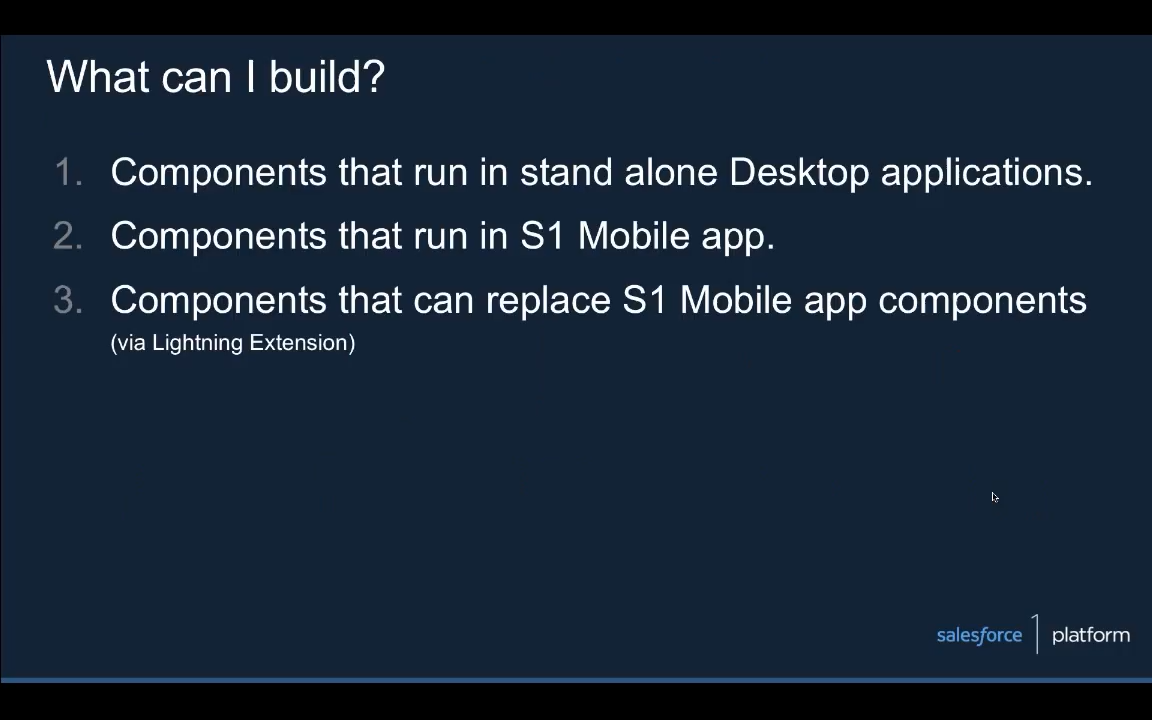 What can I build?
1. Components that run in stand alone Desktop applications.
2. Components that run in S1 Mobile app.
3. Components that can replace S1 Mobile app components
(via Lightning Extension)
salesforce1 platform